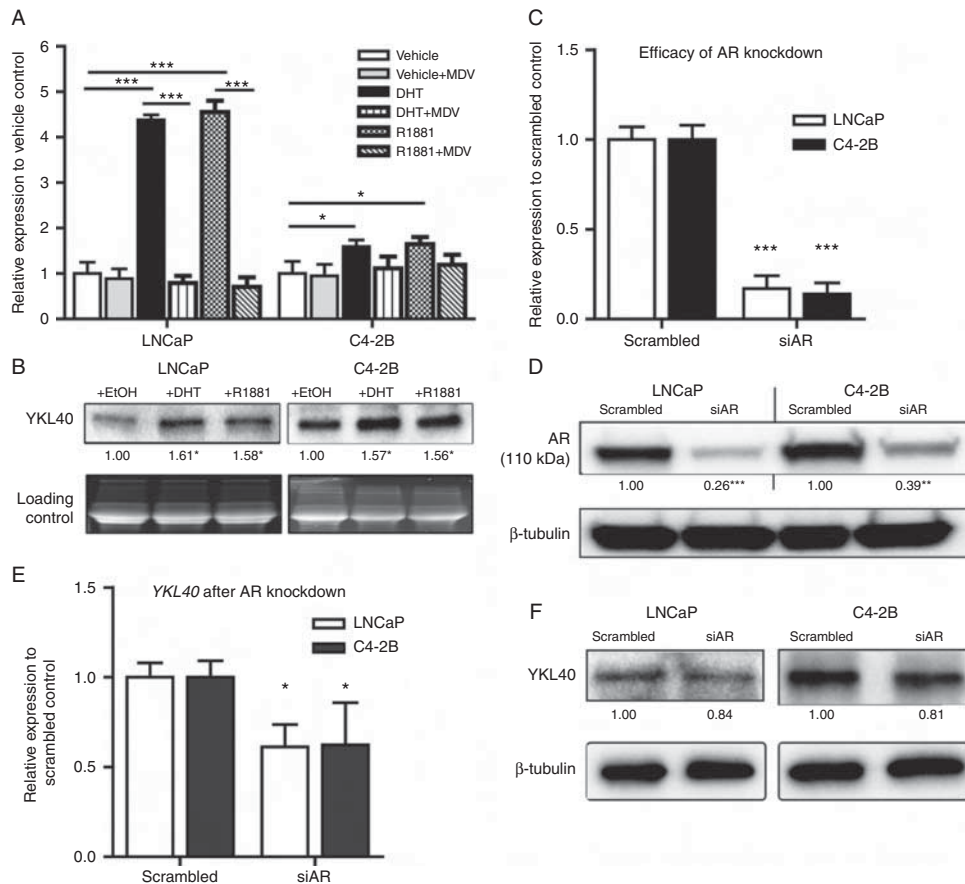 A
Relative expression to vehicle control
6
5
4
3
2
1
0
***
***
***
***
*
*
Vehicle
Vehicle+MDV
DHT
DHT+MDV
R1881
R1881+MDV
LNCaP
C4-2B
B
LNCaP
C4-2B
+EtOH +DHT +R1881 +EtOH +DHT +R1881
YKL40
1.00 1.61* 1.58* 1.00 1.57* 1.56*
Loading
control
C
Relative expression to scrambled control
Efficacy of AR knockdown
1.5
1.0
0.5
0.0
LNCaP
C4-2B
*** ***
Scrambled siAR
D
LNCaP C4-2B
Scrambled siAR Scrambled siAR
AR
(110 kDa)
1.00 0.26*** 1.00 0.39**
β-tubulin
E
Relative expression to
scrambled control
YKL40 after AR knockdown
1.5
1.0
0.5
0.0
LNCaP
C4-2B
* *
Scrambled siAR
F
LNCaP C4-2B
Scrambled siAR Scrambled siAR
YKL40
1.00 0.84 1.00 0.81
β-tubulin